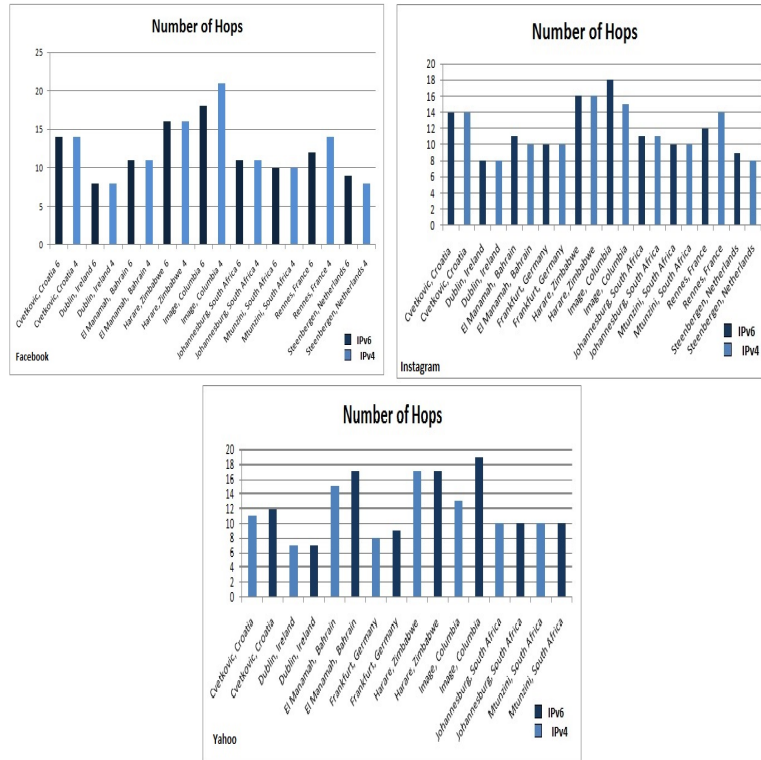 Number of Hops
25
20
15
10
5
0
Cvetkovic, Croatia 6
Cvetkovic, Croatia 4
Dublin, Ireland 6
Dublin, Ireland 4
El Manamah, Bahrain 6
El Manamah, Bahrain 4
Harare, Zimbabwe 6
Harare, Zimbabwe 4
Image, Columbia 6
Image, Columbia 4
Johannesburg, South Africa 6
Johannesburg, South Africa 4
Mtunzini, South Africa 6
Mtunzini, South Africa 4
Rennes, France 6
Rennes, France 4
Steenbergen, Netherlands 6
Steenbergen, Netherlands 4
IPv6
IPv4
Facebook
Number of Hops
20
18
16
14
12
10
8
6
4
2
0
Cvetkovic, Croatia
Cvetkovic, Croatia
Dublin, Ireland
Dublin, Ireland
El Manamah, Bahrain
El Manamah, Bahrain
Frankfurt, Germany
Frankfurt, Germany
Harare, Zimbabwe
Harare, Zimbabwe
Image, Columbia
Image, Columbia
Johannesburg, South Africa
Johannesburg, South Africa
Mtunzini, South Africa
Mtunzini, South Africa
Rennes, France
Rennes, France
Steenbergen, Netherlands
Steenbergen, Netherlands
IPv6
IPv4
Instagram
Number of Hops
20
18
16
14
12
10
8
6
4
2
0
Cvetkovic, Croatia
Cvetkovic, Croatia
Dublin, Ireland
Dublin, Ireland
El Manamah, Bahrain
El Manamah, Bahrain
Frankfurt, Germany
Frankfurt, Germany
Harare, Zimbabwe
Harare, Zimbabwe
Image, Columbia
Image, Columbia
Johannesburg, South Africa
Johannesburg, South Africa
Mtunzini, South Africa
Mtunzini, South Africa
IPv6
IPv4
Yahoo